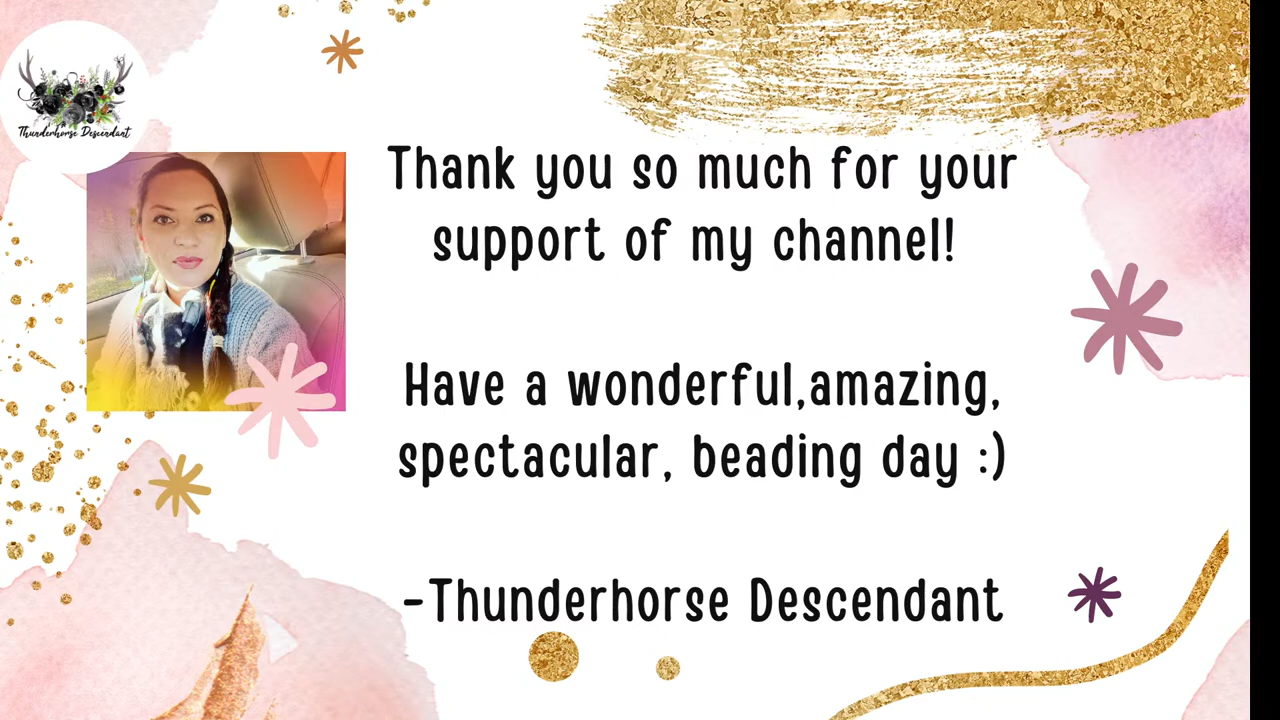 Thunderhorse Descendant
Thank you so much for your
support of my channel!
Have a wonderful,amazing,
spectacular, beading day :)
-Thunderhorse Descendant